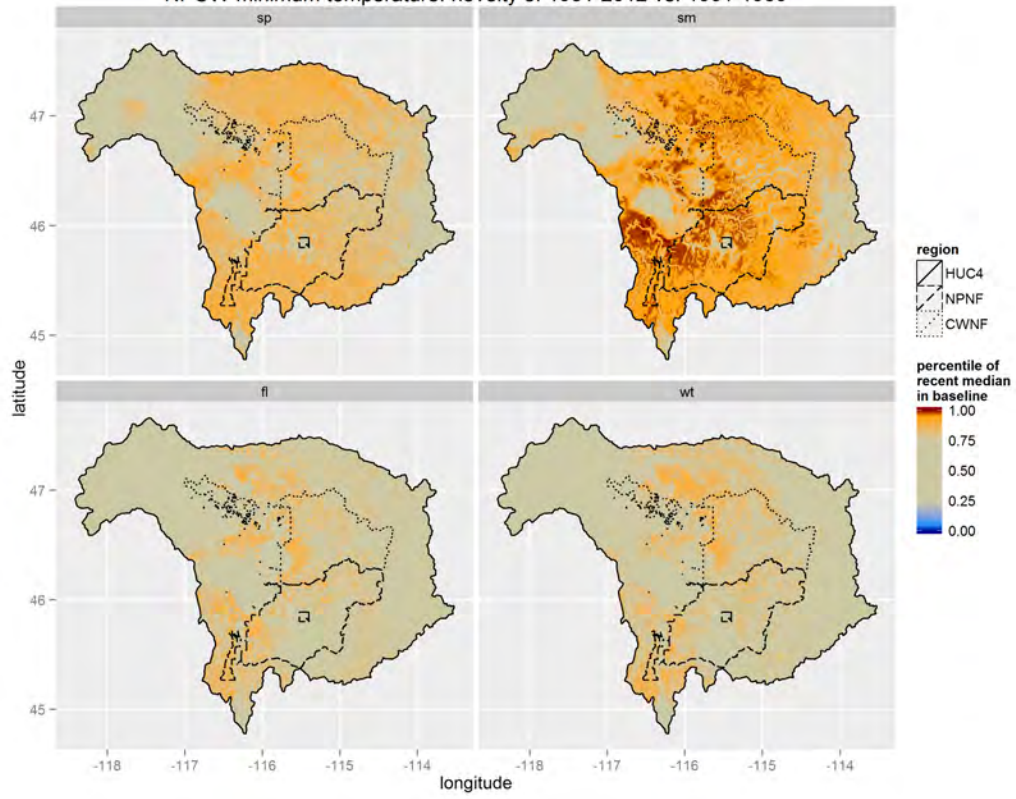 sp
sm
47
46
45
fl
wt
47
46
45
latitude
-118
-117
-116
-115
-114
-118
-117
-116
-115
-114
longitude
region
HUC4
NPNF
CWNF
percentile of
recent median
in baseline
1.00
0.75
0.50
0.25
0.00